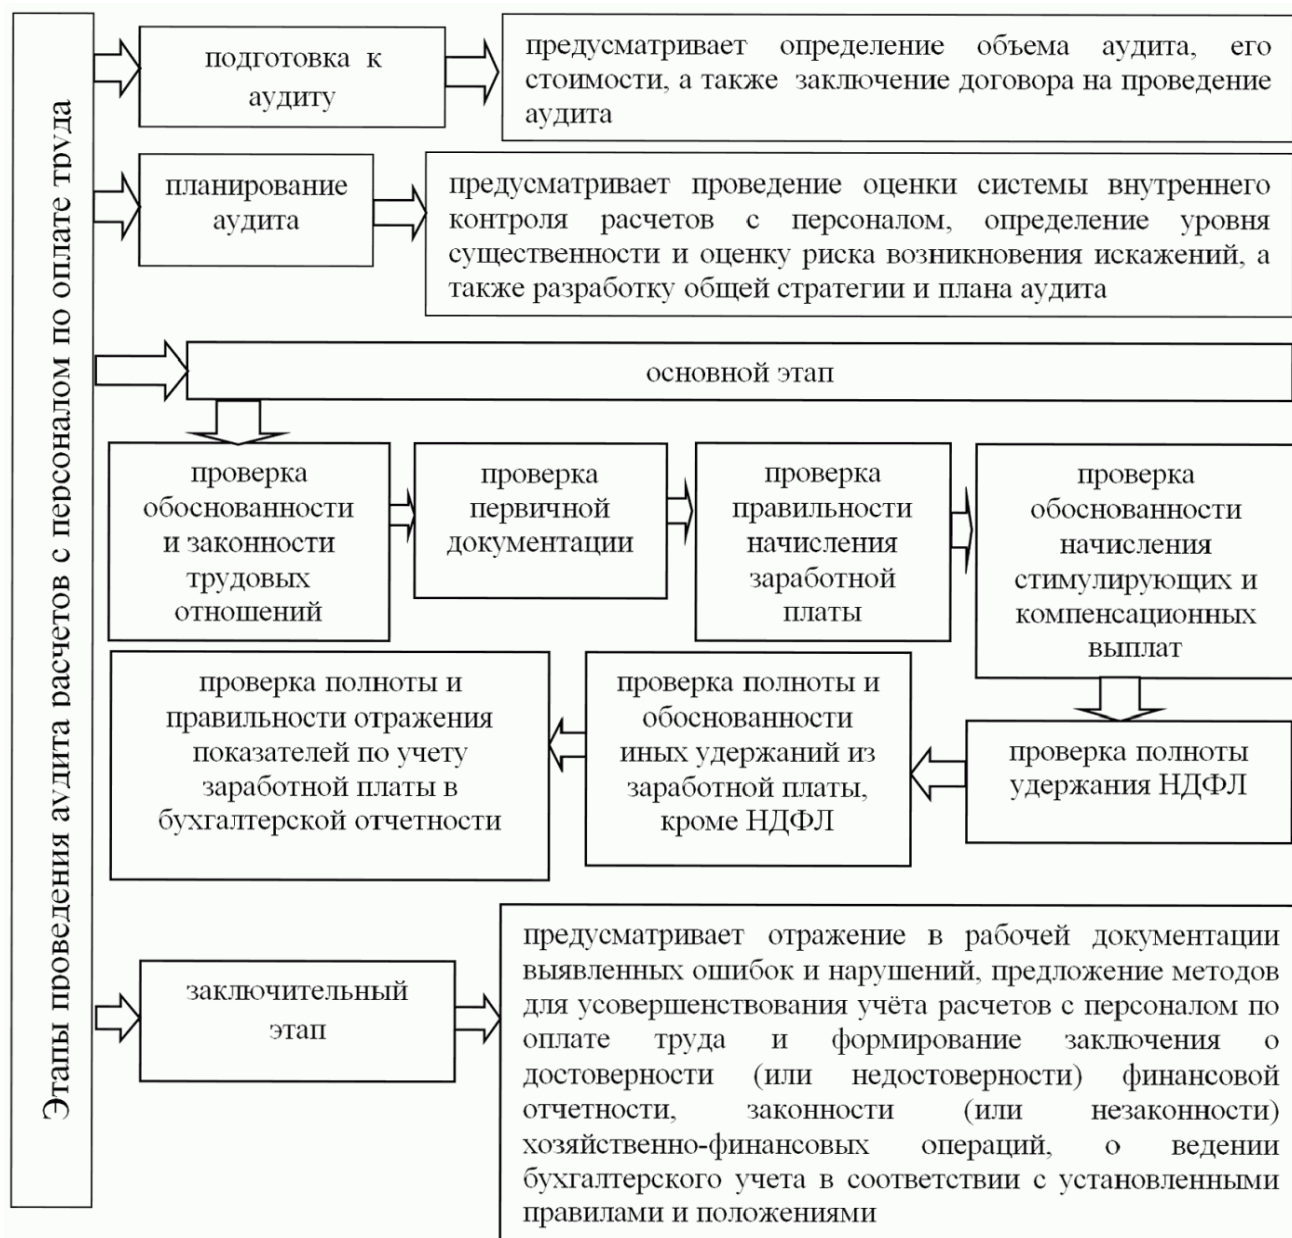 Этапы проведения аудита расчетов с персоналом по оплате труда
подготовка к
аудиту
предусматривает определение объема аудита, его
стоимости, а также заключение договора на проведение
аудита
планирование
аудита
предусматривает проведение оценки системы внутреннего
контроля расчетов с персоналом, определение уровня
существенности и оценку риска возникновения искажений, а
также разработку общей стратегии и плана аудита
основной этап
проверка
обоснованности
и законности
трудовых
отношений
проверка
первичной
документации
проверка
правильности
начисления
заработной
платы
проверка
обоснованности
начисления
стимулирующих и
компенсационных
выплат
проверка полноты
удержания НДФЛ
проверка полноты и
обоснованности
иных удержаний из
заработной платы,
кроме НДФЛ
проверка полноты и
правильности отражения
показателей по учету
заработной платы в
бухгалтерской отчетности
заключительный
этап
предусматривает отражение в рабочей документации
выявленных ошибок и нарушений, предложение методов
для усовершенствования учёта расчетов с персоналом по
оплате труда и формирование заключения о
достоверности (или недостоверности) финансовой
отчетности, законности (или незаконности)
хозяйственно-финансовых операций, о ведении
бухгалтерского учета в соответствии с установленными
правилами и положениями